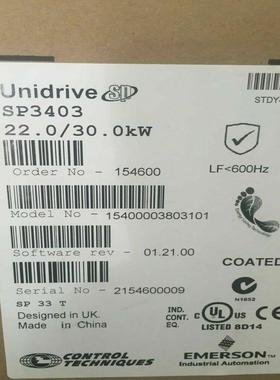 Unidrive sp
STDY
SP3403
22.0/30.0kW
LF<600Hz
Order No - 154600
Model No - 15400003803101
Software rev - 01.21.00
COATED
Serial No - 2154600009
N1652
SP 33 T
Designed in UK.
Made in China
C UL US LISTED 8D14
IND.
CONT.
EQ.
CONTROL TECHNIQUES
EMERSON
Industrial Automation